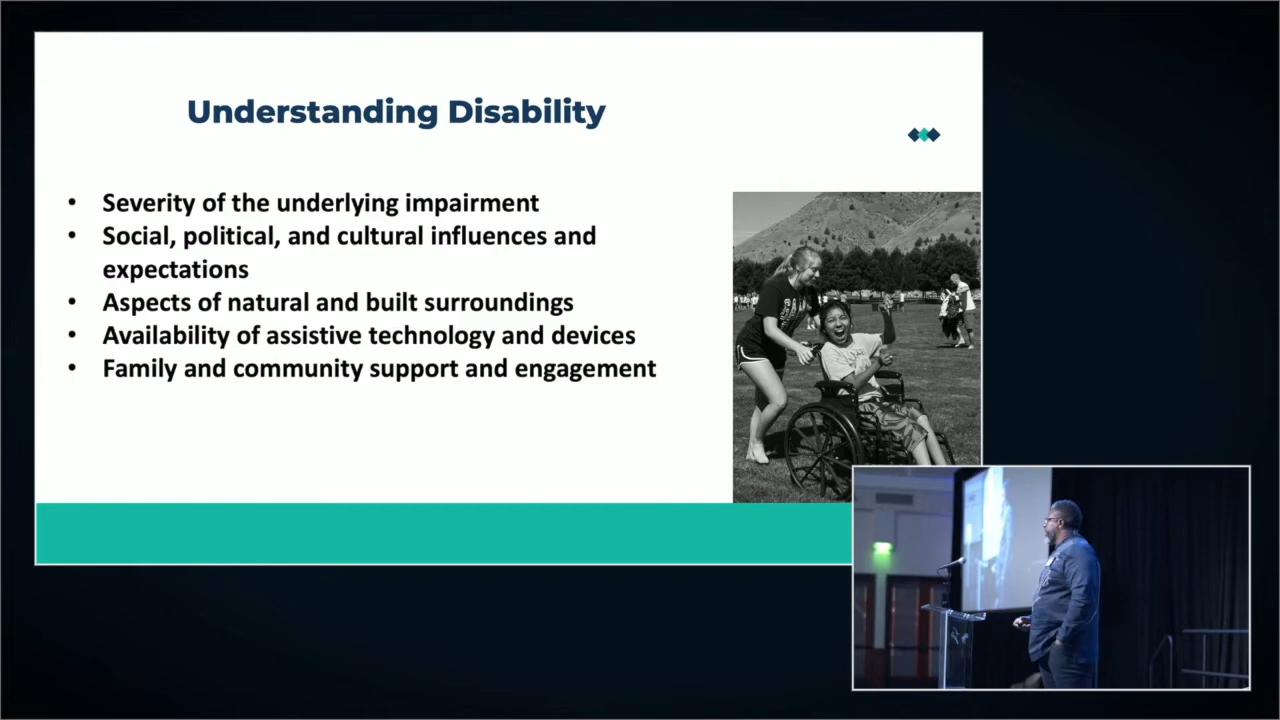 Understanding Disability
• Severity of the underlying impairment
• Social, political, and cultural influences and
expectations
• Aspects of natural and built surroundings
• Availability of assistive technology and devices
• Family and community support and engagement